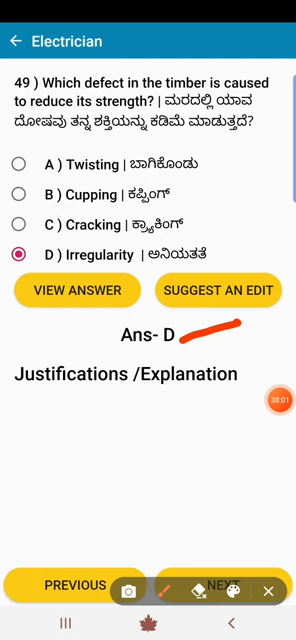 Electrician
49 ) Which defect in the timber is caused
to reduce its strength? | ಮರದಲ್ಲಿ ಯಾವ
ದೋಷವು ತನ್ನ ಶಕ್ತಿಯನ್ನು ಕಡಿಮೆ ಮಾಡುತ್ತದೆ?
A ) Twisting | ಬಾಗಿಕೊಂಡು
B ) Cupping | ಕಪ್ಪಿಂಗ್
C ) Cracking | ಕ್ರ್ಯಾಕಿಂಗ್
D ) Irregularity | ಅನಿಯತತೆ
VIEW ANSWER
SUGGEST AN EDIT
Ans- D
Justifications /Explanation
38:01
PREVIOUS
NEXT